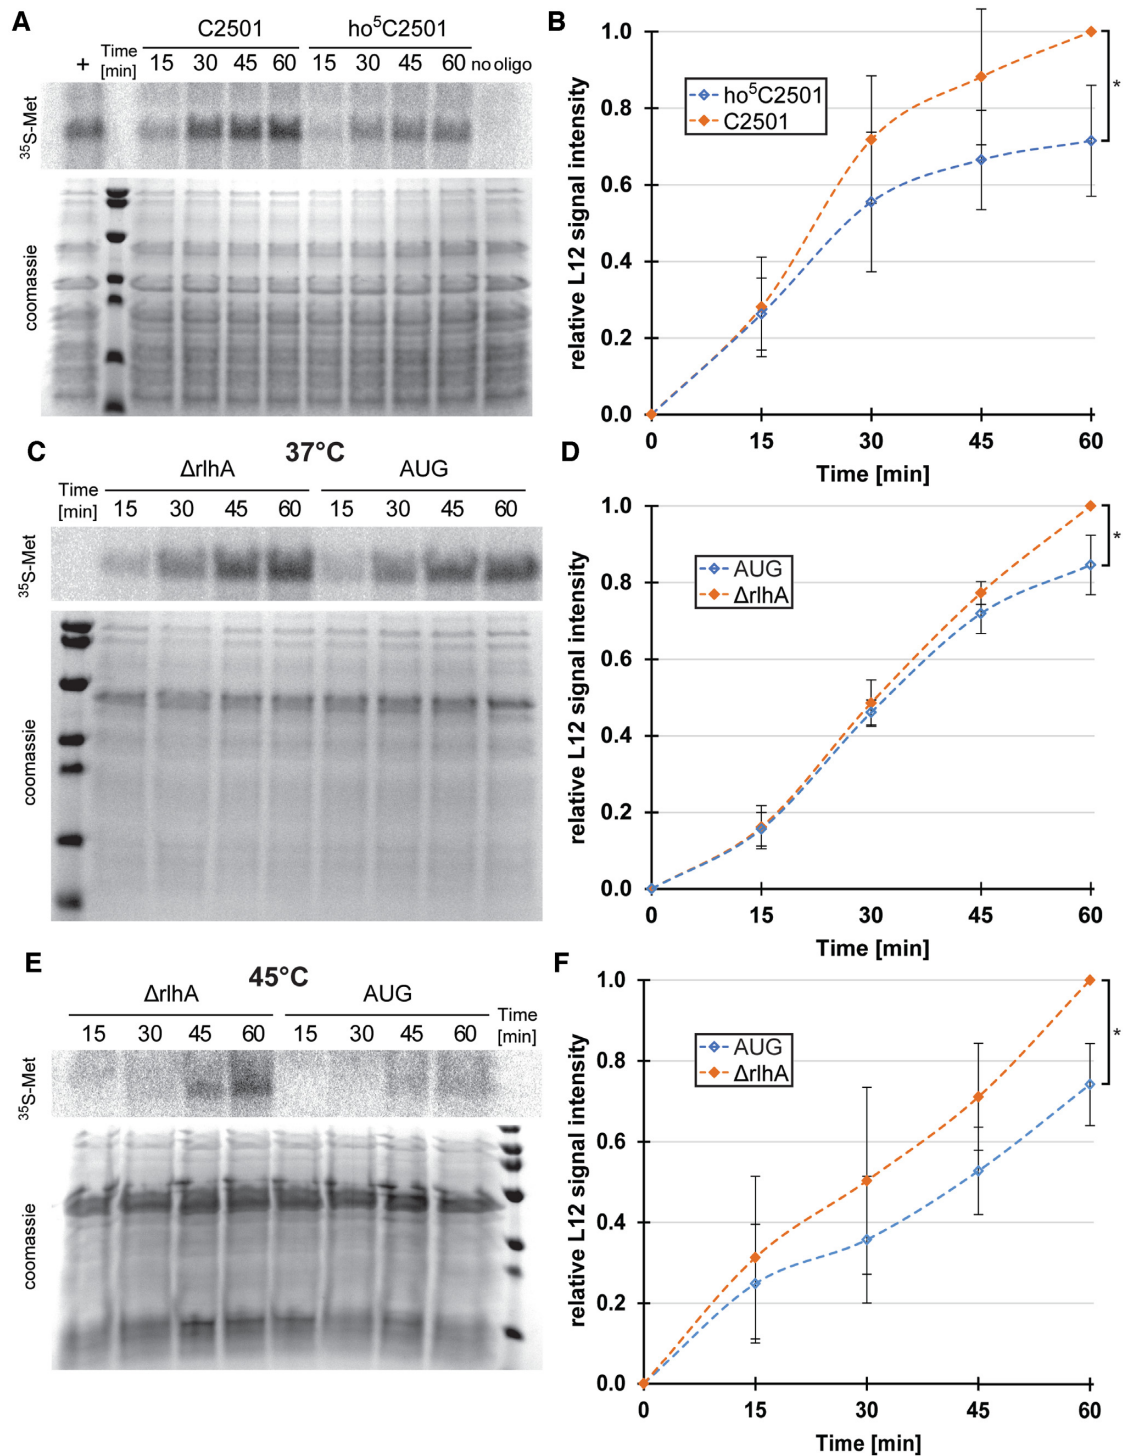 A
C2501 ho⁵C2501
+ Time [min] 15 30 45 60 15 30 45 60 no oligo
³⁵S-Met
coomassie
B
relative L12 signal intensity
1.0
0.8
0.6
0.4
0.2
0.0
ho⁵C2501
C2501
*
0 15 30 45 60
Time [min]
C
37°C
ΔrlhA AUG
Time [min] 15 30 45 60 15 30 45 60
³⁵S-Met
coomassie
D
relative L12 signal intensity
1.0
0.8
0.6
0.4
0.2
0.0
AUG
ΔrlhA
*
0 15 30 45 60
Time [min]
E
45°C
ΔrlhA AUG
15 30 45 60 15 30 45 60 Time [min]
³⁵S-Met
coomassie
F
relative L12 signal intensity
1.0
0.8
0.6
0.4
0.2
0.0
AUG
ΔrlhA
*
0 15 30 45 60
Time [min]